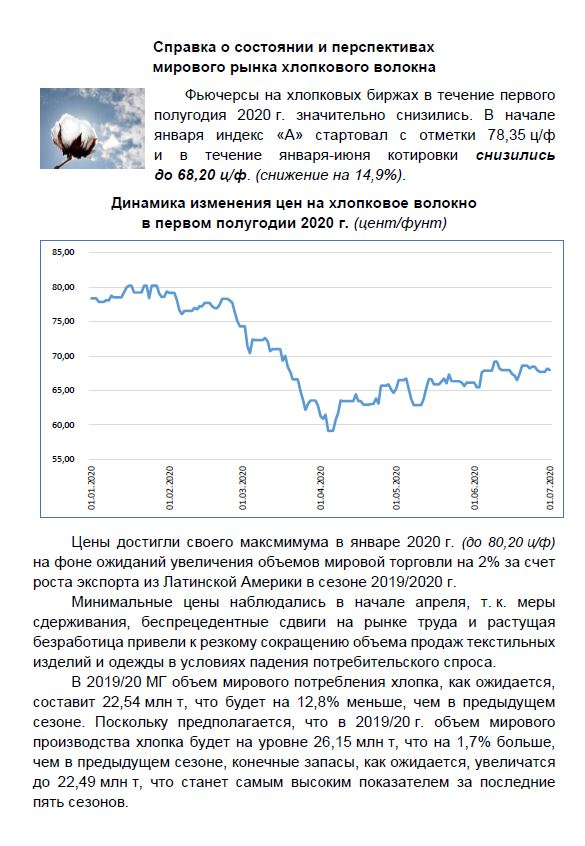 Справка о состоянии и перспективах
мирового рынка хлопкового волокна
Фьючерсы на хлопковых биржах в течение первого
полугодия 2020 г. значительно снизились. В начале
января индекс «А» стартовал с отметки 78,35 ц/ф
и в течение января-июня котировки снизились
до 68,20 ц/ф. (снижение на 14,9%).
Динамика изменения цен на хлопковое волокно
в первом полугодии 2020 г. (цент/фунт)
85,00
80,00
75,00
70,00
65,00
60,00
55,00
01.01.2020
01.02.2020
01.03.2020
01.04.2020
01.05.2020
01.06.2020
01.07.2020
Цены достигли своего максмимума в январе 2020 г. (до 80,20 ц/ф)
на фоне ожиданий увеличения объемов мировой торговли на 2% за счет
роста экспорта из Латинской Америки в сезоне 2019/2020 г.
Минимальные цены наблюдались в начале апреля, т. к. меры
сдерживания, беспрецедентные сдвиги на рынке труда и растущая
безработица привели к резкому сокращению объема продаж текстильных
изделий и одежды в условиях падения потребительского спроса.
В 2019/20 МГ объем мирового потребления хлопка, как ожидается,
составит 22,54 млн т, что будет на 12,8% меньше, чем в предыдущем
сезоне. Поскольку предполагается, что в 2019/20 г. объем мирового
производства хлопка будет на уровне 26,15 млн т, что на 1,7% больше,
чем в предыдущем сезоне, конечные запасы, как ожидается, увеличатся
до 22,49 млн т, что станет самым высоким показателем за последние
пять сезонов.